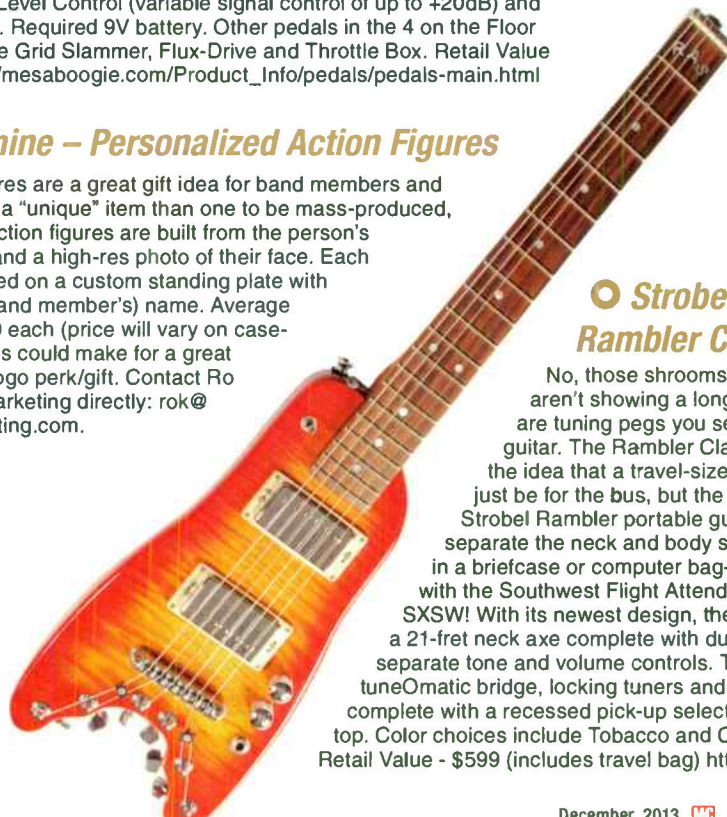 Level Control (variable signal control of up to +20dB) and
. Required 9V battery. Other pedals in the 4 on the Floor
e Grid Slammer, Flux-Drive and Throttle Box. Retail Value
/mesaboogie.com/Product_Info/pedals/pedals-main.html
nine – Personalized Action Figures
res are a great gift idea for band members and
a “unique” item than one to be mass-produced,
ction figures are built from the person’s
and a high-res photo of their face. Each
ed on a custom standing plate with
and member’s) name. Average
each (price will vary on case-
s could make for a great
ogo perk/gift. Contact Ro
arketing directly: rok@
ting.com.
RAS
Strobe
Rambler C
No, those shrooms
aren’t showing a long
are tuning pegs you se
guitar. The Rambler Cla
the idea that a travel-size
just be for the bus, but the
Strobel Rambler portable gu
separate the neck and body s
in a briefcase or computer bag-
with the Southwest Flight Attend
SXSW! With its newest design, the
a 21-fret neck axe complete with du
separate tone and volume controls. T
tuneOmatic bridge, locking tuners and
complete with a recessed pick-up select
top. Color choices include Tobacco and C
Retail Value - $599 (includes travel bag) htt
December 2013 MC